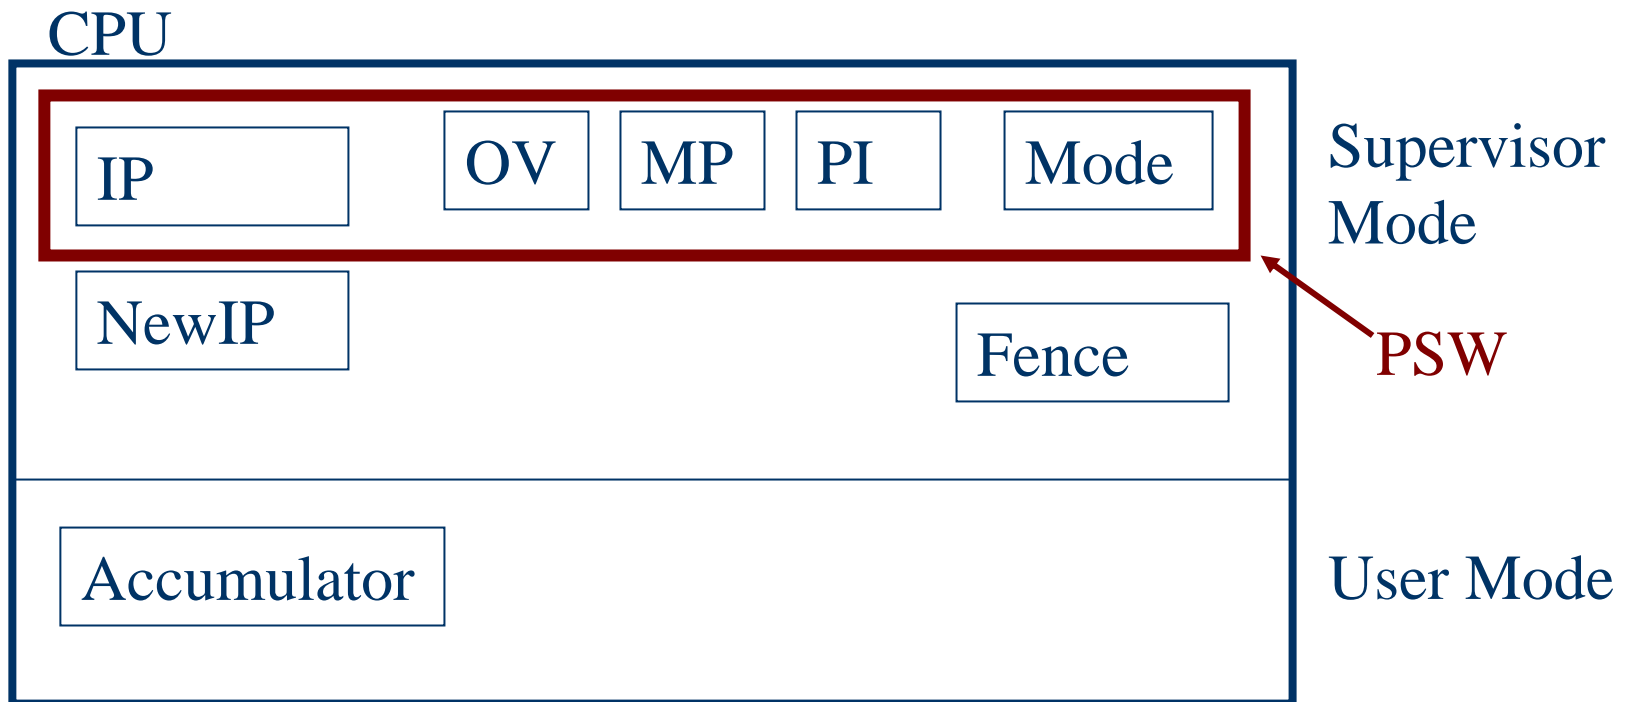 CPU
IP
OV
MP
PI
Mode
Supervisor
Mode
NewIP
Fence
PSW
Accumulator
User Mode